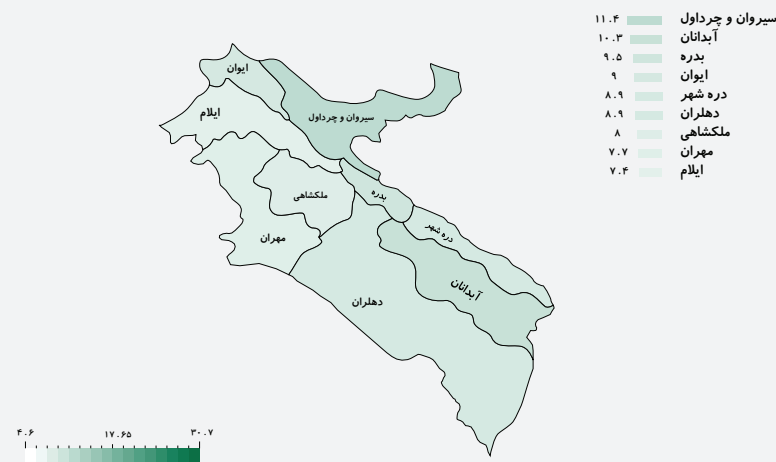 سیروان و چرداول ۱۱.۴
آبدانان ۱۰.۳
بدره ۹.۵
ایوان ۹
دره شهر ۸.۹
دهلران ۸.۹
ملکشاهی ۸
مهران ۷.۷
ایلام ۷.۴
ایوان
ایلام
سیروان و چرداول
بدره
ملکشاهی
دره شهر
مهران
آبدانان
دهلران
۴.۶ ۱۷.۶۵ ۳۰.۷